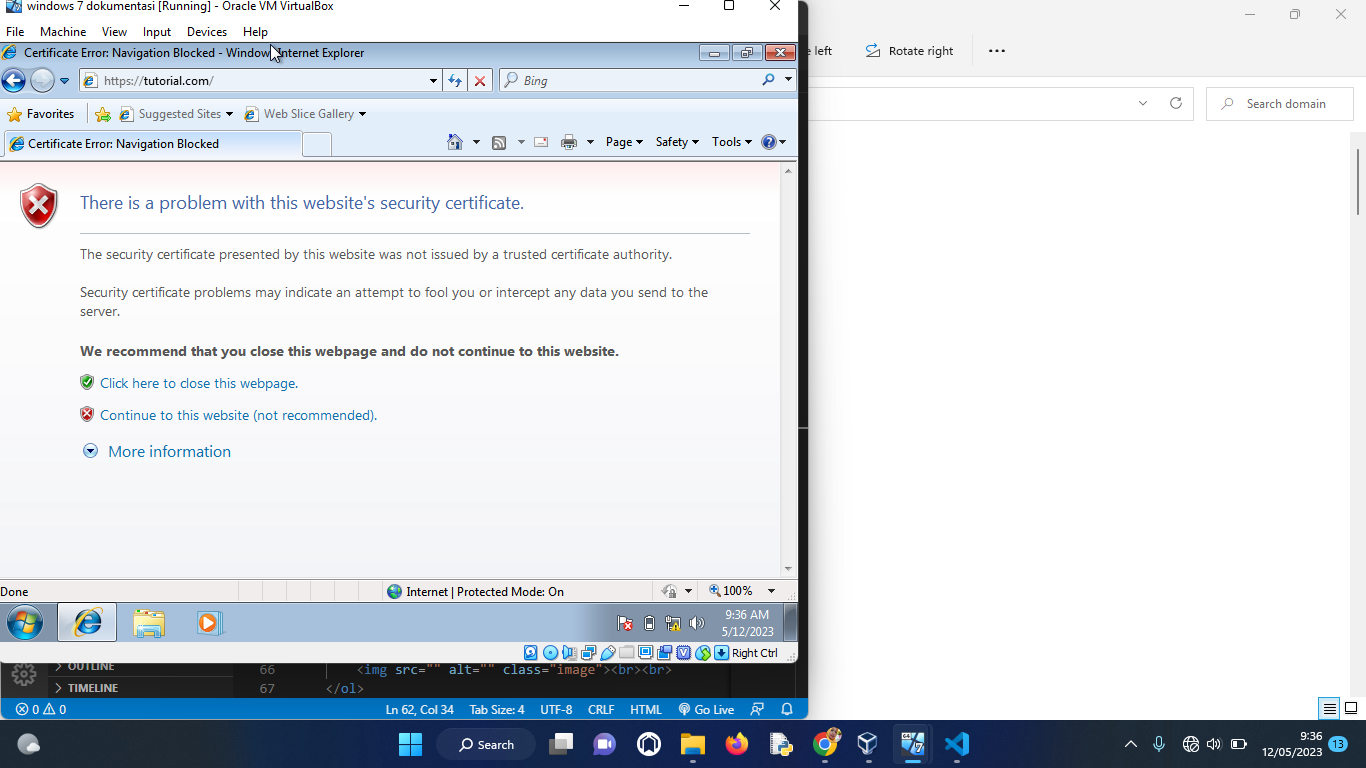 windows 7 dokumentasi [Running] - Oracle VM VirtualBox
File Machine View Input Devices Help
Certificate Error: Navigation Blocked - Windows Internet Explorer
https://tutorial.com/
Bing
Favorites Suggested Sites Web Slice Gallery
Certificate Error: Navigation Blocked
Page Safety Tools
There is a problem with this website's security certificate.
The security certificate presented by this website was not issued by a trusted certificate authority.
Security certificate problems may indicate an attempt to fool you or intercept any data you send to the
server.
We recommend that you close this webpage and do not continue to this website.
Click here to close this webpage.
Continue to this website (not recommended).
More information
Done Internet | Protected Mode: On 100%
9:36 AM
5/12/2023
Right Ctrl
left Rotate right
Search domain
OUTLINE
TIMELINE
66 <img src="" alt="" class="image"><br><br>
67 </ol>
0 0 Ln 62, Col 34 Tab Size: 4 UTF-8 CRLF HTML Go Live
Search
9:36
12/05/2023 13